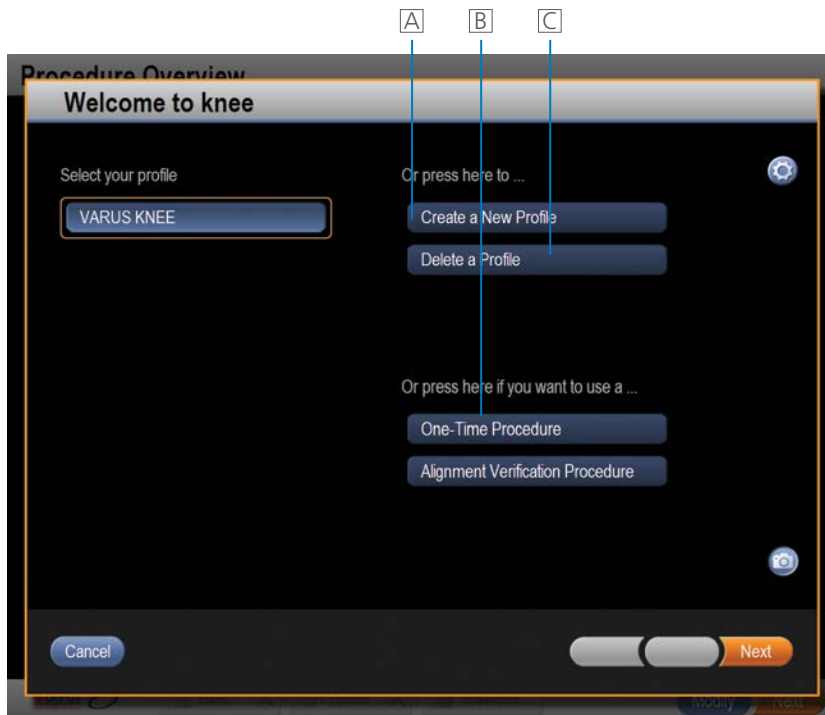 A B C
Procedure Overview
Welcome to knee
Select your profile
Or press here to ...
VARUS KNEE
Create a New Profile
Delete a Profile
Or press here if you want to use a ...
One-Time Procedure
Alignment Verification Procedure
Cancel
Next
Modify Next